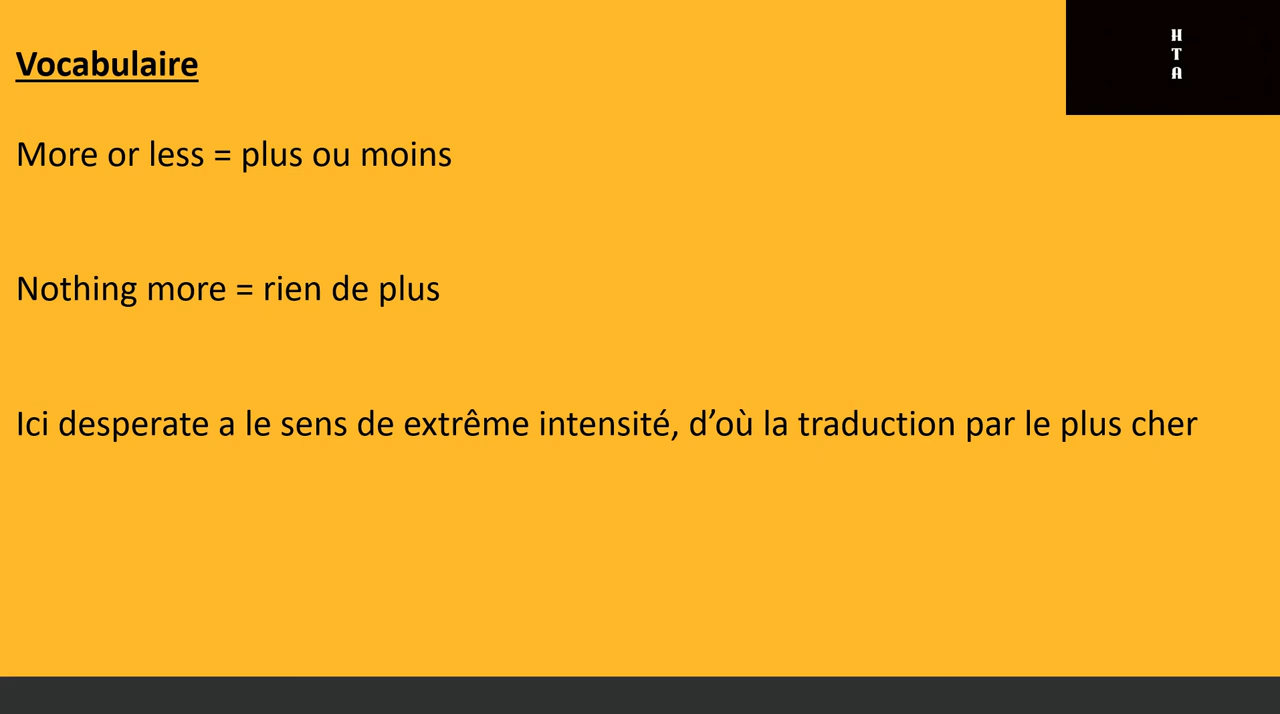 Vocabulaire
H
T
A
More or less = plus ou moins
Nothing more = rien de plus
Ici desperate a le sens de extrême intensité, d’où la traduction par le plus cher